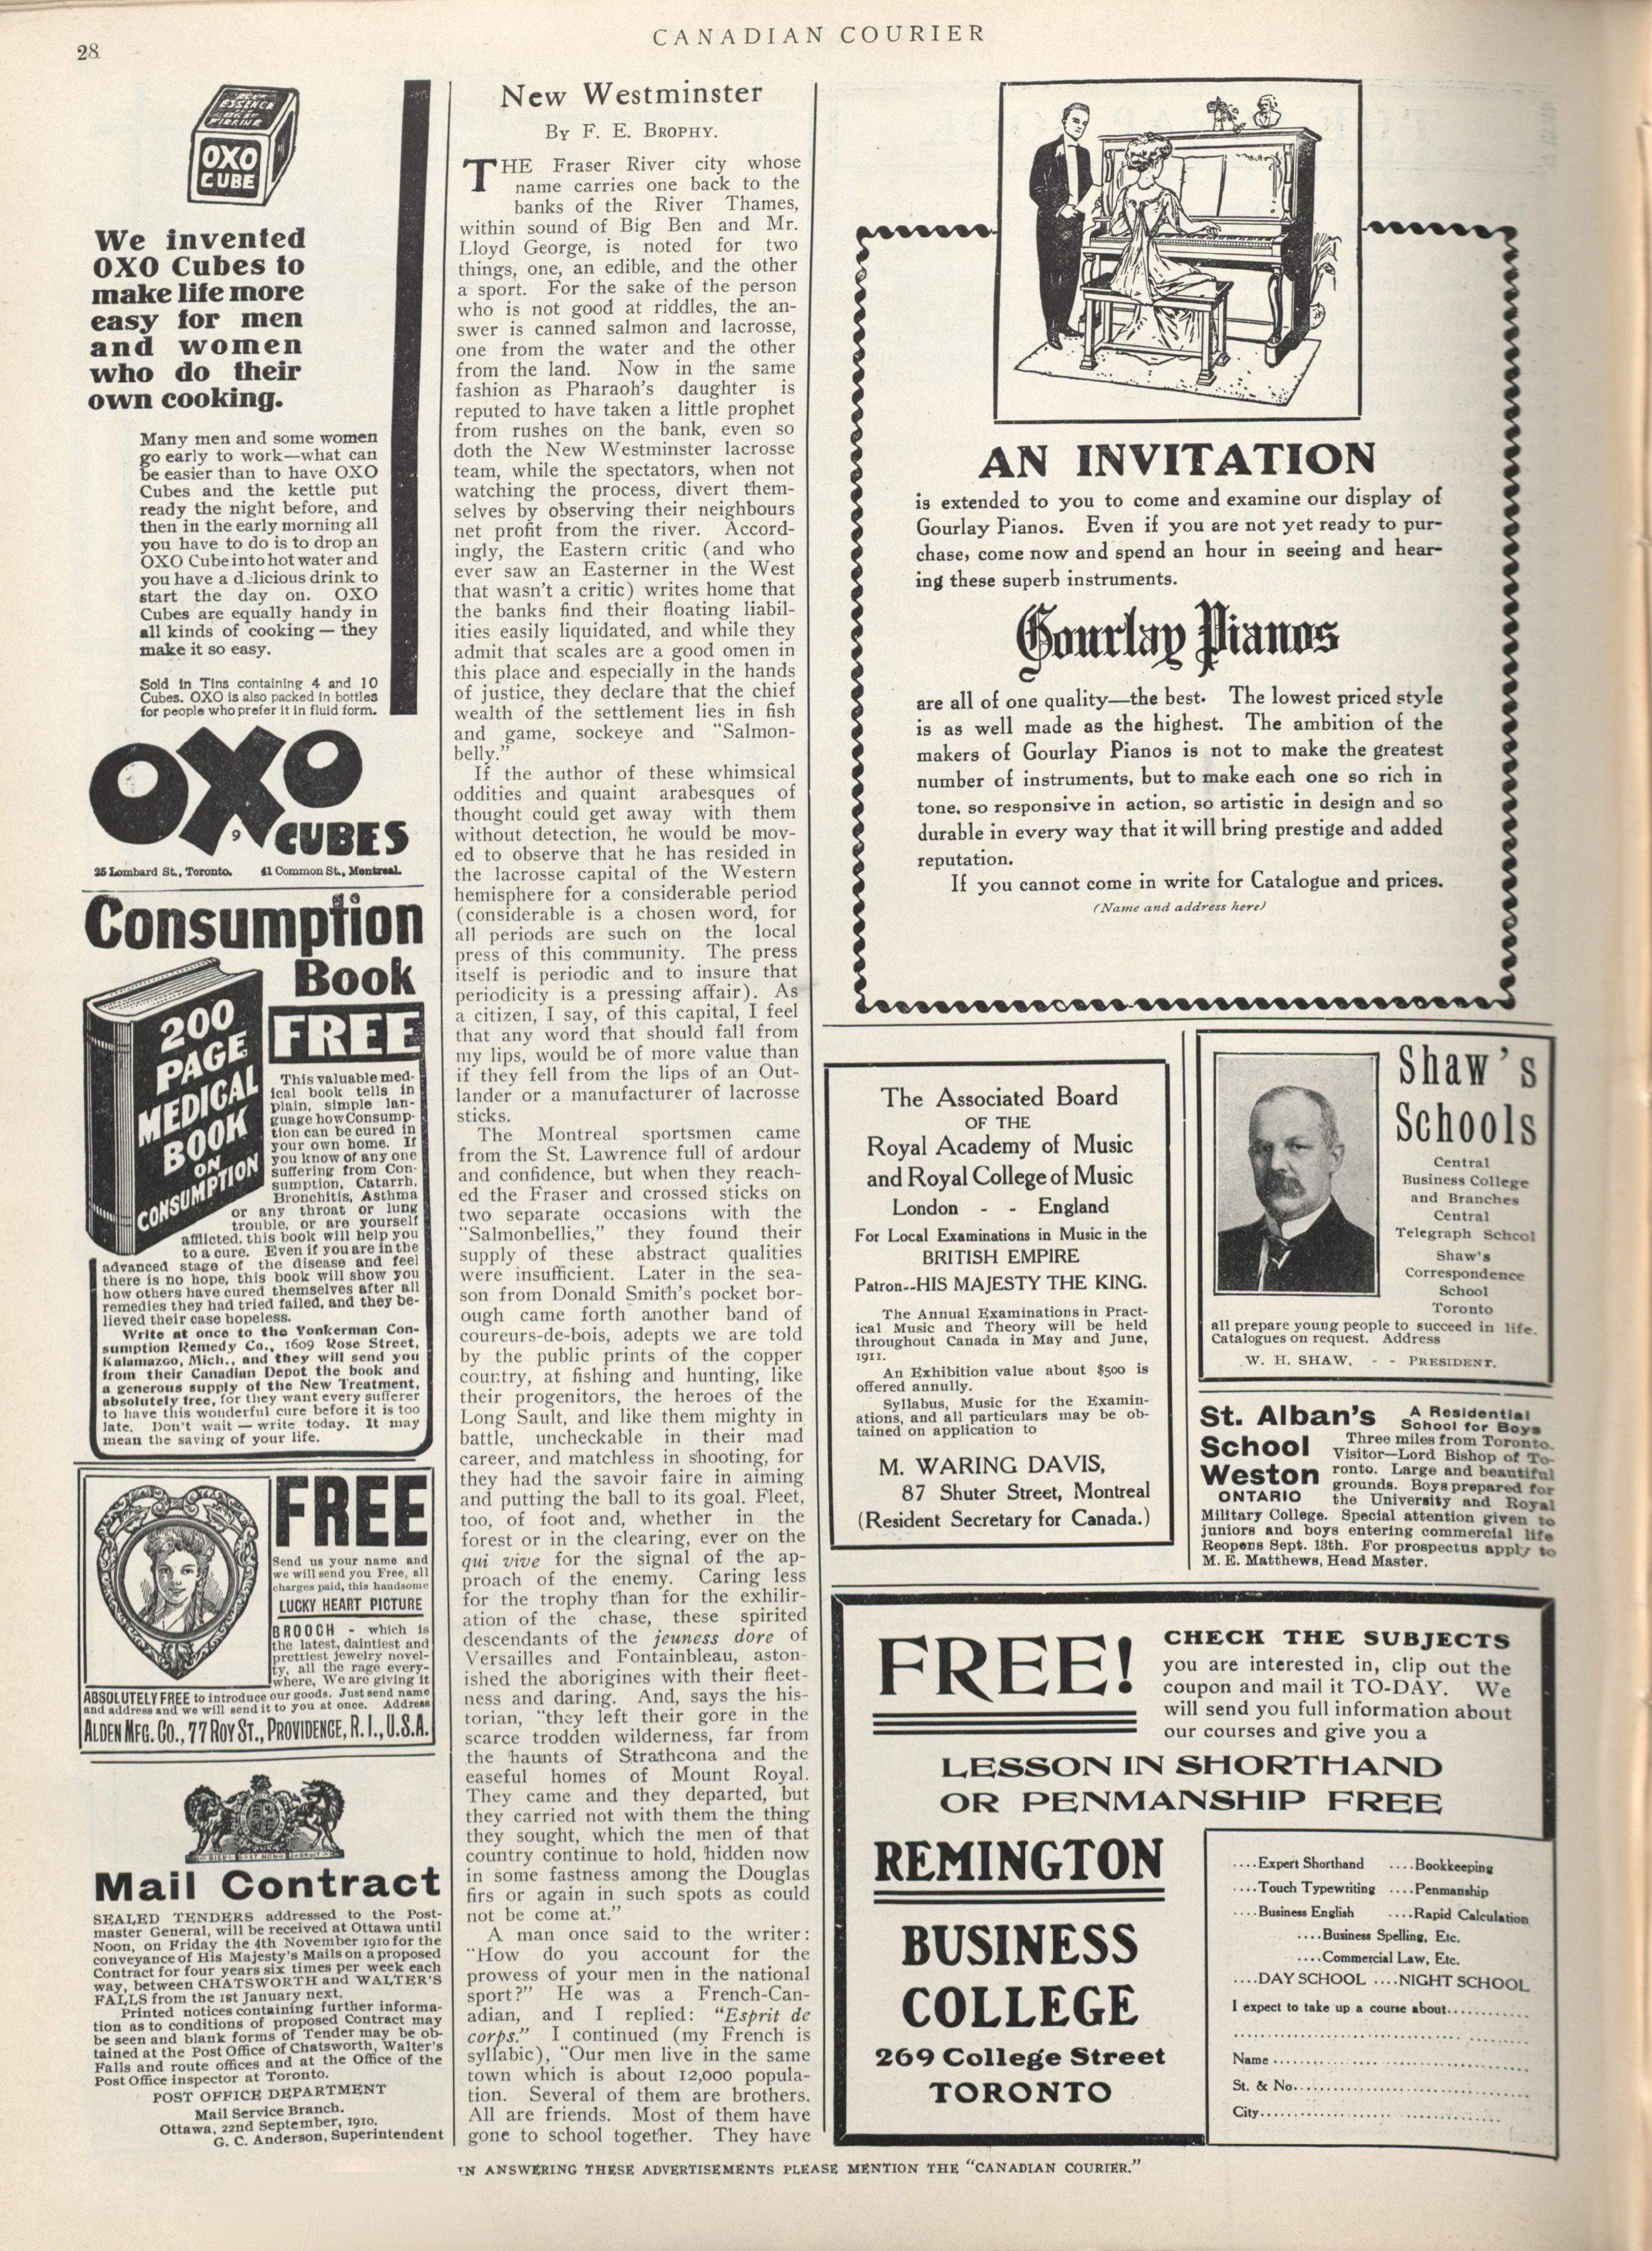 28
CANADIAN COURIER
OXO
CUBE
We invented
OXO Cubes to
make life more
easy for men
and women
who do their
own cooking.
Many men and some women
go early to work—what can
be easier than to have OXO
Cubes and the kettle put
ready the night before, and
then in the early morning all
you have to do is to drop an
OXO Cube into hot water and
you have a d licious drink to
start the day on. OXO
Cubes are equally handy in
all kinds of cooking — they
make it so easy.
Sold in Tins containing 4 and 10
Cubes. OXO is also packed in bottles
for people who prefer it in fluid form.
OXO
9 CUBES
25 Lombard St., Toronto. 41 Common St., Montreal.
Consumption
Book
FREE
200
PAGE
MEDICAL
BOOK
ON
CONSUMPTION
This valuable med-
ical book tells in
plain, simple lan-
guage how Consump-
tion can be cured in
your own home. If
you know of any one
suffering from Con-
sumption, Catarrh,
Bronchitis, Asthma
or any throat or lung
trouble, or are yourself
afflicted, this book will help you
to a cure. Even if you are in the
advanced stage of the disease and feel
there is no hope, this book will show you
how others have cured themselves after all
remedies they had tried failed, and they be-
lieved their case hopeless.
Write at once to the Yonkerman Con-
sumption Remedy Co., 1609 Rose Street,
Kalamazoo, Mich., and they will send you
from their Canadian Depot the book and
a generous supply of the New Treatment,
absolutely free, for they want every sufferer
to have this wonderful cure before it is too
late. Don't wait — write today. It may
mean the saving of your life.
FREE
Send us your name and
we will send you Free, all
charges paid, this handsome
LUCKY HEART PICTURE
BROOCH - which is
the latest, daintiest and
prettiest jewelry novel-
ty, all the rage every-
where, We are giving it
ABSOLUTELY FREE to introduce our goods. Just send name
and address and we will send it to you at once. Address
ALDEN MFG. CO., 77 ROY ST., PROVIDENCE, R. I., U.S.A.
Mail Contract
SEALED TENDERS addressed to the Post-
master General, will be received at Ottawa until
Noon, on Friday the 4th November 1910 for the
conveyance of His Majesty's Mails on a proposed
Contract for four years six times per week each
way, between CHATSWORTH and WALTER'S
FALLS from the 1st January next.
Printed notices containing further informa-
tion as to conditions of proposed Contract may
be seen and blank forms of Tender may be ob-
tained at the Post Office of Chatsworth, Walter's
Falls and route offices and at the Office of the
Post Office inspector at Toronto.
POST OFFICE DEPARTMENT
Mail Service Branch.
Ottawa, 22nd September, 1910.
G. C. Anderson, Superintendent
New Westminster
By F. E. Brophy.
THE Fraser River city whose
name carries one back to the
banks of the River Thames,
within sound of Big Ben and Mr.
Lloyd George, is noted for two
things, one, an edible, and the other
a sport. For the sake of the person
who is not good at riddles, the an-
swer is canned salmon and lacrosse,
one from the water and the other
from the land. Now in the same
fashion as Pharaoh's daughter is
reputed to have taken a little prophet
from rushes on the bank, even so
doth the New Westminster lacrosse
team, while the spectators, when not
watching the process, divert them-
selves by observing their neighbours
net profit from the river. Accord-
ingly, the Eastern critic (and who
ever saw an Easterner in the West
that wasn't a critic) writes home that
the banks find their floating liabil-
ities easily liquidated, and while they
admit that scales are a good omen in
this place and especially in the hands
of justice, they declare that the chief
wealth of the settlement lies in fish
and game, sockeye and "Salmon-
belly."
If the author of these whimsical
oddities and quaint arabesques of
thought could get away with them
without detection, he would be mov-
ed to observe that he has resided in
the lacrosse capital of the Western
hemisphere for a considerable period
(considerable is a chosen word, for
all periods are such on the local
press of this community. The press
itself is periodic and to insure that
periodicity is a pressing affair). As
a citizen, I say, of this capital, I feel
that any word that should fall from
my lips, would be of more value than
if they fell from the lips of an Out-
lander or a manufacturer of lacrosse
sticks.
The Montreal sportsmen came
from the St. Lawrence full of ardour
and confidence, but when they reach-
ed the Fraser and crossed sticks on
two separate occasions with the
"Salmonbellies," they found their
supply of these abstract qualities
were insufficient. Later in the sea-
son from Donald Smith's pocket bor-
ough came forth another band of
coureurs-de-bois, adepts we are told
by the public prints of the copper
country, at fishing and hunting, like
their progenitors, the heroes of the
Long Sault, and like them mighty in
battle, uncheckable in their mad
career, and matchless in shooting, for
they had the savoir faire in aiming
and putting the ball to its goal. Fleet,
too, of foot and, whether in the
forest or in the clearing, ever on the
qui vive for the signal of the ap-
proach of the enemy. Caring less
for the trophy than for the exhilir-
ation of the chase, these spirited
descendants of the jeuness dore of
Versailles and Fontainbleau, aston-
ished the aborigines with their fleet-
ness and daring. And, says the his-
torian, "they left their gore in the
scarce trodden wilderness, far from
the haunts of Strathcona and the
easeful homes of Mount Royal.
They came and they departed, but
they carried not with them the thing
they sought, which the men of that
country continue to hold, hidden now
in some fastness among the Douglas
firs or again in such spots as could
not be come at."
A man once said to the writer:
"How do you account for the
prowess of your men in the national
sport?" He was a French-Can-
adian, and I replied: "Esprit de
corps." I continued (my French is
syllabic), "Our men live in the same
town which is about 12,000 popula-
tion. Several of them are brothers.
All are friends. Most of them have
gone to school together. They have
AN INVITATION
is extended to you to come and examine our display of
Gourlay Pianos. Even if you are not yet ready to pur-
chase, come now and spend an hour in seeing and hear-
ing these superb instruments.
Gourlay Pianos
are all of one quality—the best. The lowest priced style
is as well made as the highest. The ambition of the
makers of Gourlay Pianos is not to make the greatest
number of instruments, but to make each one so rich in
tone, so responsive in action, so artistic in design and so
durable in every way that it will bring prestige and added
reputation.
If you cannot come in write for Catalogue and prices.
(Name and address here)
The Associated Board
OF THE
Royal Academy of Music
and Royal College of Music
London - - England
For Local Examinations in Music in the
BRITISH EMPIRE
Patron--HIS MAJESTY THE KING.
The Annual Examinations in Pract-
ical Music and Theory will be held
throughout Canada in May and June,
1911.
An Exhibition value about $500 is
offered annully.
Syllabus, Music for the Examin-
ations, and all particulars may be ob-
tained on application to
M. WARING DAVIS,
87 Shuter Street, Montreal
(Resident Secretary for Canada.)
Shaw's
Schools
Central
Business College
and Branches
Central
Telegraph School
Shaw's
Correspondence
School
Toronto
all prepare young people to succeed in life.
Catalogues on request. Address
W. H. SHAW, - - PRESIDENT.
St. Alban's
School
Weston
ONTARIO
A Residential
School for Boys
Three miles from Toronto.
Visitor—Lord Bishop of To-
ronto. Large and beautiful
grounds. Boys prepared for
the University and Royal
Military College. Special attention given to
juniors and boys entering commercial life
Reopens Sept. 13th. For prospectus apply to
M. E. Matthews, Head Master.
FREE!
CHECK THE SUBJECTS
you are interested in, clip out the
coupon and mail it TO-DAY. We
will send you full information about
our courses and give you a
LESSON IN SHORTHAND
OR PENMANSHIP FREE
REMINGTON
BUSINESS
COLLEGE
269 College Street
TORONTO
....Expert Shorthand ....Bookkeeping
....Touch Typewriting ....Penmanship
....Business English ....Rapid Calculation
....Business Spelling, Etc.
....Commercial Law, Etc.
....DAY SCHOOL ....NIGHT SCHOOL
I expect to take up a course about..............
Name
St. & No.
City
IN ANSWERING THESE ADVERTISEMENTS PLEASE MENTION THE "CANADIAN COURIER."